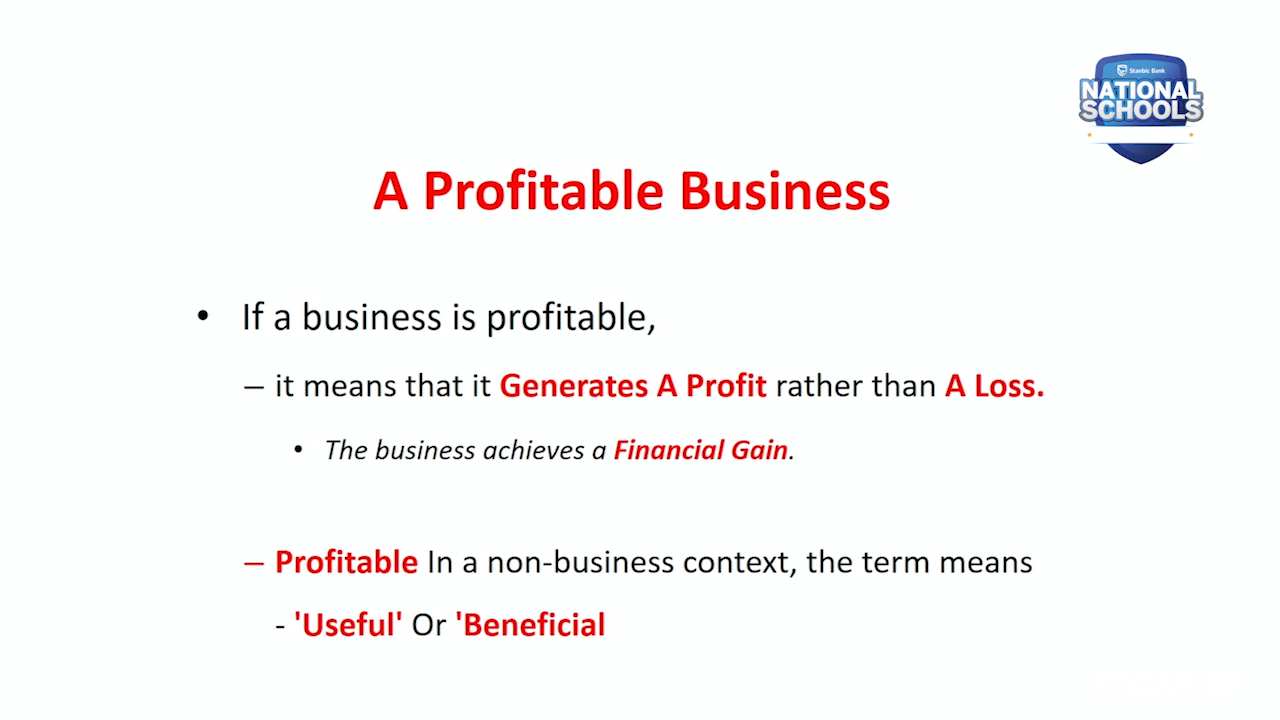 Stanbic Bank
NATIONAL
SCHOOLS
A Profitable Business
• If a business is profitable,
– it means that it Generates A Profit rather than A Loss.
• The business achieves a Financial Gain.
– Profitable In a non-business context, the term means
- 'Useful' Or 'Beneficial